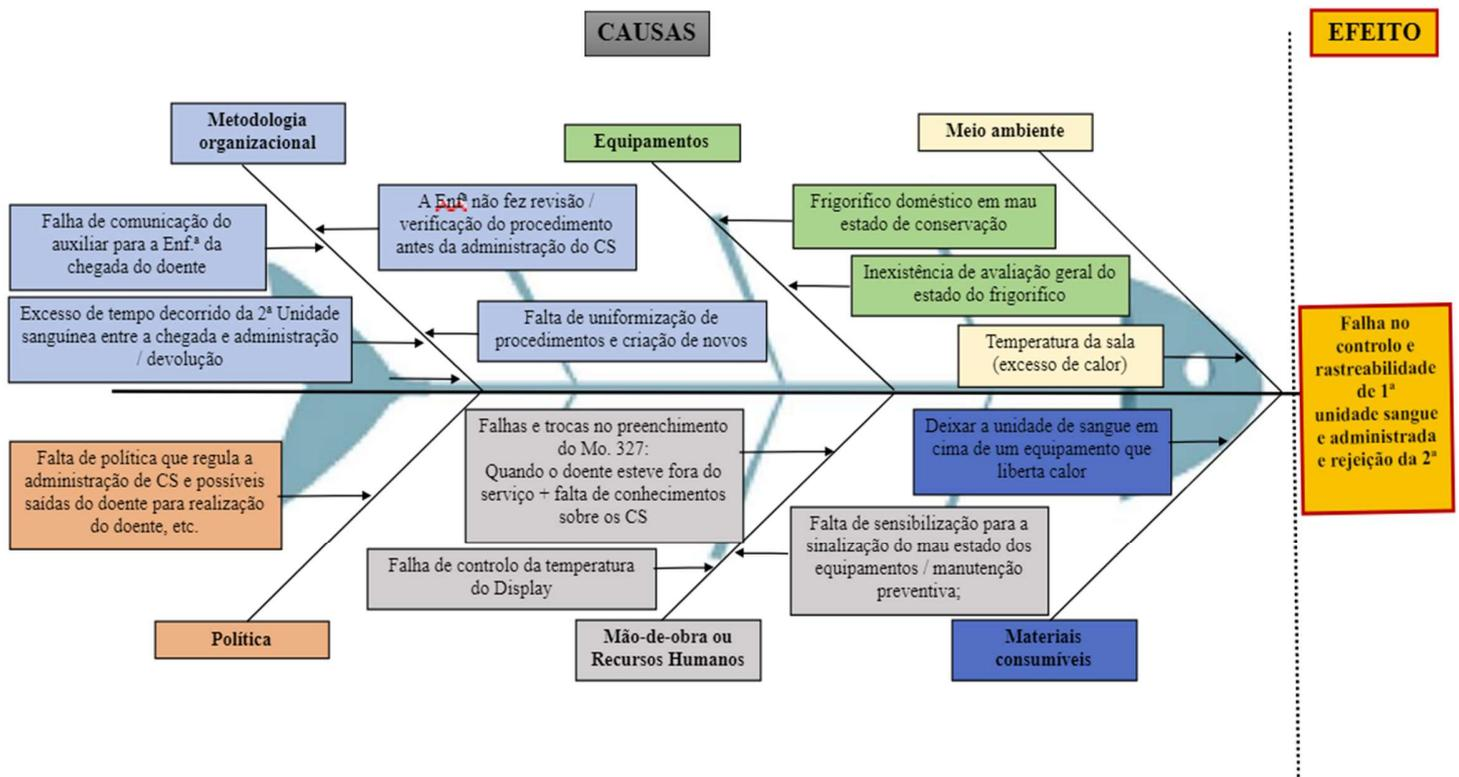 CAUSAS
EFEITO
Metodologia
organizacional
Equipamentos
Meio ambiente
Falha de comunicação do
auxiliar para a Enf.ª da
chegada do doente
A Enfª não fez revisão /
verificação do procedimento
antes da administração do CS
Frigorifico doméstico em mau
estado de conservação
Inexistência de avaliação geral do
estado do frigorifico
Excesso de tempo decorrido da 2ª Unidade
sanguínea entre a chegada e administração
/ devolução
Falta de uniformização de
procedimentos e criação de novos
Temperatura da sala
(excesso de calor)
Falha no
controlo e
rastreabilidade
de 1ª
unidade sangue
e administrada
e rejeição da 2ª
Falta de política que regula a
administração de CS e possíveis
saídas do doente para realização
do doente, etc.
Falhas e trocas no preenchimento
do Mo. 327:
Quando o doente esteve fora do
serviço + falta de conhecimentos
sobre os CS
Deixar a unidade de sangue em
cima de um equipamento que
liberta calor
Falha de controlo da temperatura
do Display
Falta de sensibilização para a
sinalização do mau estado dos
equipamentos / manutenção
preventiva;
Política
Mão-de-obra ou
Recursos Humanos
Materiais
consumíveis